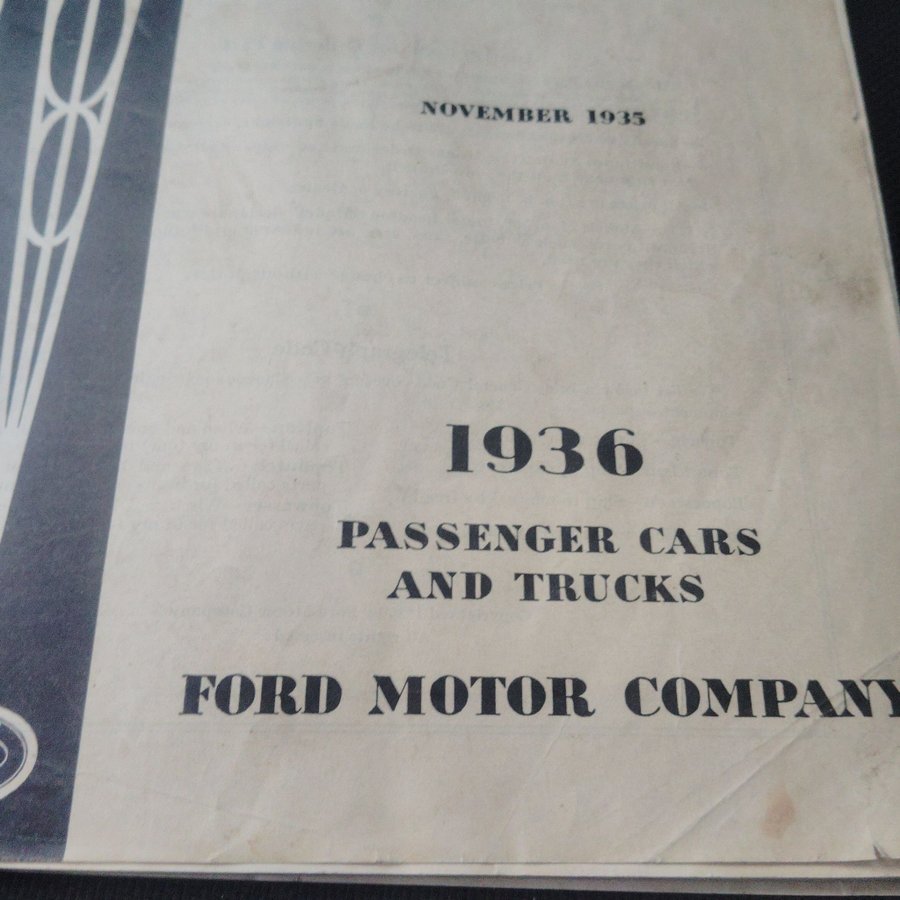 NOVEMBER 1935
1936
PASSENGER CARS
AND TRUCKS
FORD MOTOR COMPANY